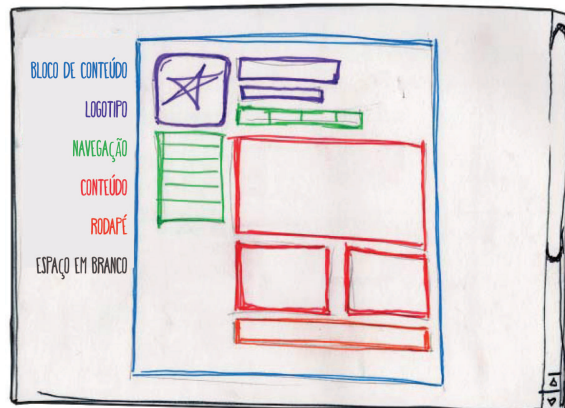 BLOCO DE CONTEÚDO
LOGOTIPO
NAVEGAÇÃO
CONTEÚDO
RODAPÉ
ESPAÇO EM BRANCO